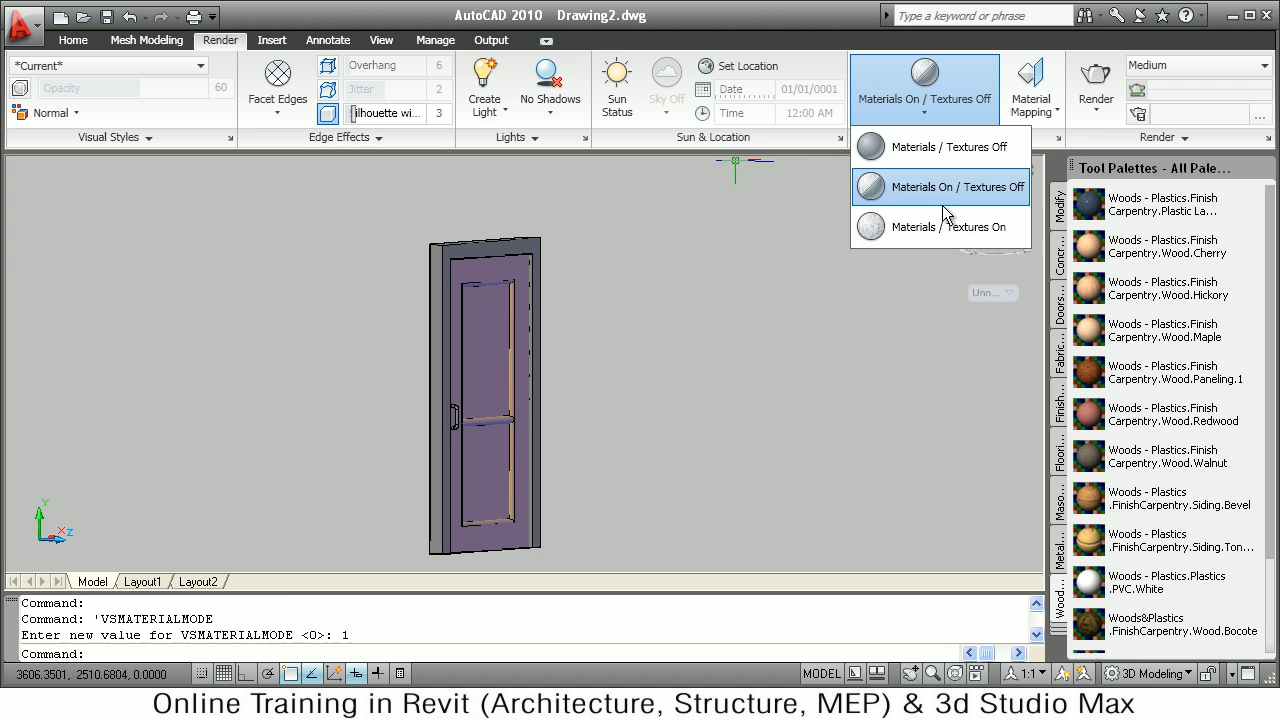 AutoCAD 2010 Drawing2.dwg
Type a keyword or phrase
Home Mesh Modeling Render Insert Annotate View Manage Output
*Current*
Opacity 60
Normal
Visual Styles
Facet Edges
Overhang 6
Jitter 2
lhouette wi... 3
Edge Effects
Create
Light
No Shadows
Lights
Sun
Status
Sky Off
Set Location
Date 01/01/0001
Time 12:00 AM
Sun & Location
Materials On / Textures Off
Material
Mapping
Render
Medium
...
Render
Materials / Textures Off
Materials On / Textures Off
Materials / Textures On
Unn...
Y
X Z
Tool Palettes - All Pale...
Modify
Concr...
Doors...
Fabric...
Finish...
Floori...
Maso...
Metal...
Wood...
Woods - Plastics.Finish
Carpentry.Plastic La...
Woods - Plastics.Finish
Carpentry.Wood.Cherry
Woods - Plastics.Finish
Carpentry.Wood.Hickory
Woods - Plastics.Finish
Carpentry.Wood.Maple
Woods - Plastics.Finish
Carpentry.Wood.Paneling.1
Woods - Plastics.Finish
Carpentry.Wood.Redwood
Woods - Plastics.Finish
Carpentry.Wood.Walnut
Woods - Plastics
.FinishCarpentry.Siding.Bevel
Woods - Plastics
.FinishCarpentry.Siding.Ton...
Woods - Plastics.Plastics
.PVC.White
Woods&Plastics
.FinishCarpentry.Wood.Bocote
Model Layout1 Layout2
Command:
Command: 'VSMATERIALMODE
Enter new value for VSMATERIALMODE <0>: 1
Command:
3606.3501, 2510.6804, 0.0000
MODEL 1:1 3D Modeling
Online Training in Revit (Architecture, Structure, MEP) & 3d Studio Max